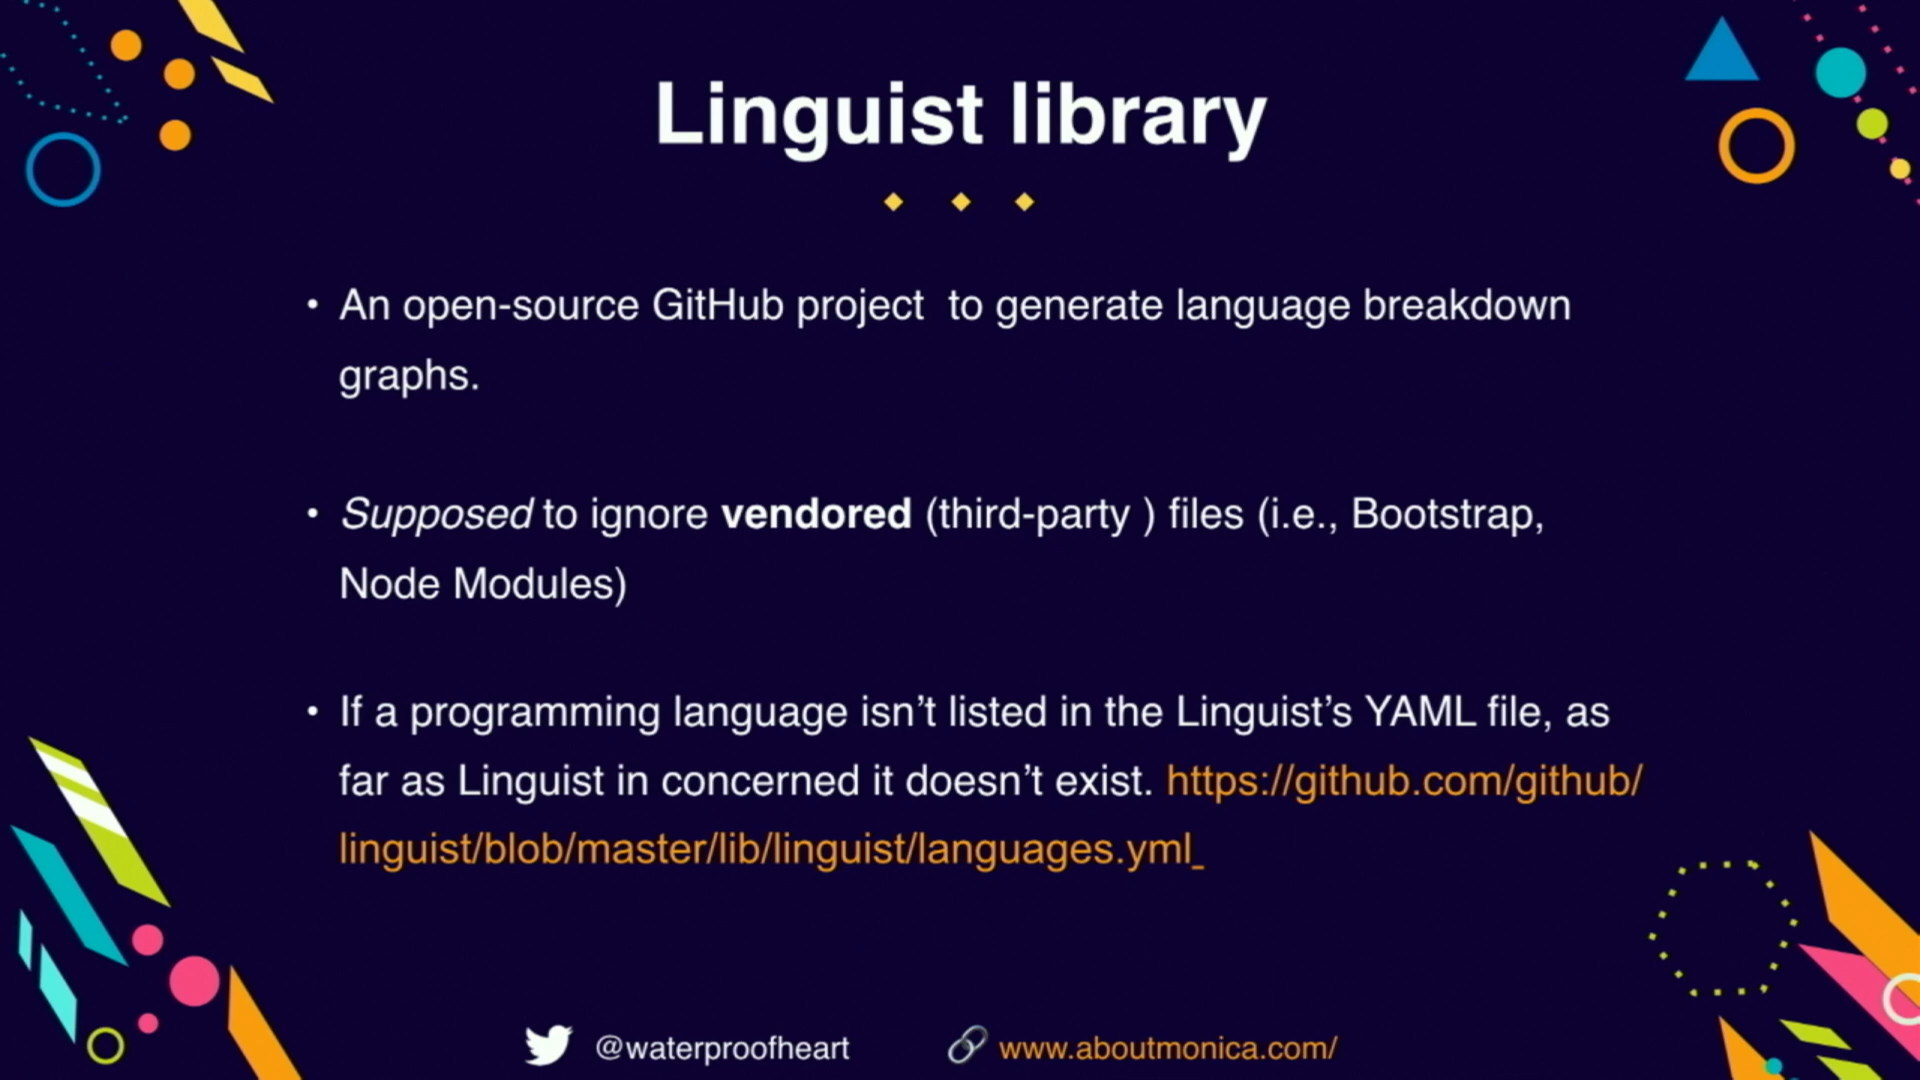 Linguist library
• An open-source GitHub project  to generate language breakdown
graphs.
• Supposed to ignore vendored (third-party ) files (i.e., Bootstrap,
Node Modules)
• If a programming language isn’t listed in the Linguist’s YAML file, as
far as Linguist in concerned it doesn’t exist. https://github.com/github/
linguist/blob/master/lib/linguist/languages.yml_
@waterproofheart www.aboutmonica.com/